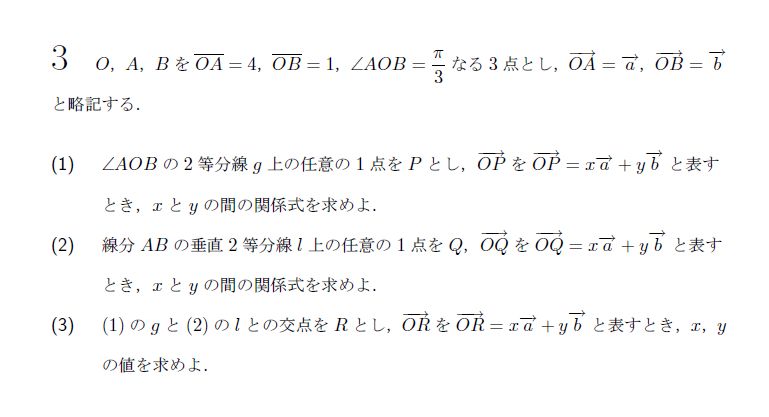 3 O，A，B を $\overline{OA} = 4$，$\overline{OB} = 1$，$\angle AOB = \dfrac{\pi}{3}$ なる 3 点とし，$\overrightarrow{OA} = \overrightarrow{a}$，$\overrightarrow{OB} = \overrightarrow{b}$
と略記する．
(1) $\angle AOB$ の 2 等分線 $g$ 上の任意の 1 点を $P$ とし，$\overrightarrow{OP}$ を $\overrightarrow{OP} = x\overrightarrow{a} + y\overrightarrow{b}$ と表す
とき，$x$ と $y$ の間の関係式を求めよ．
(2) 線分 $AB$ の垂直 2 等分線 $l$ 上の任意の 1 点を $Q$，$\overrightarrow{OQ}$ を $\overrightarrow{OQ} = x\overrightarrow{a} + y\overrightarrow{b}$ と表す
とき，$x$ と $y$ の間の関係式を求めよ．
(3) (1) の $g$ と (2) の $l$ との交点を $R$ とし，$\overrightarrow{OR}$ を $\overrightarrow{OR} = x\overrightarrow{a} + y\overrightarrow{b}$ と表すとき，$x$，$y$
の値を求めよ．